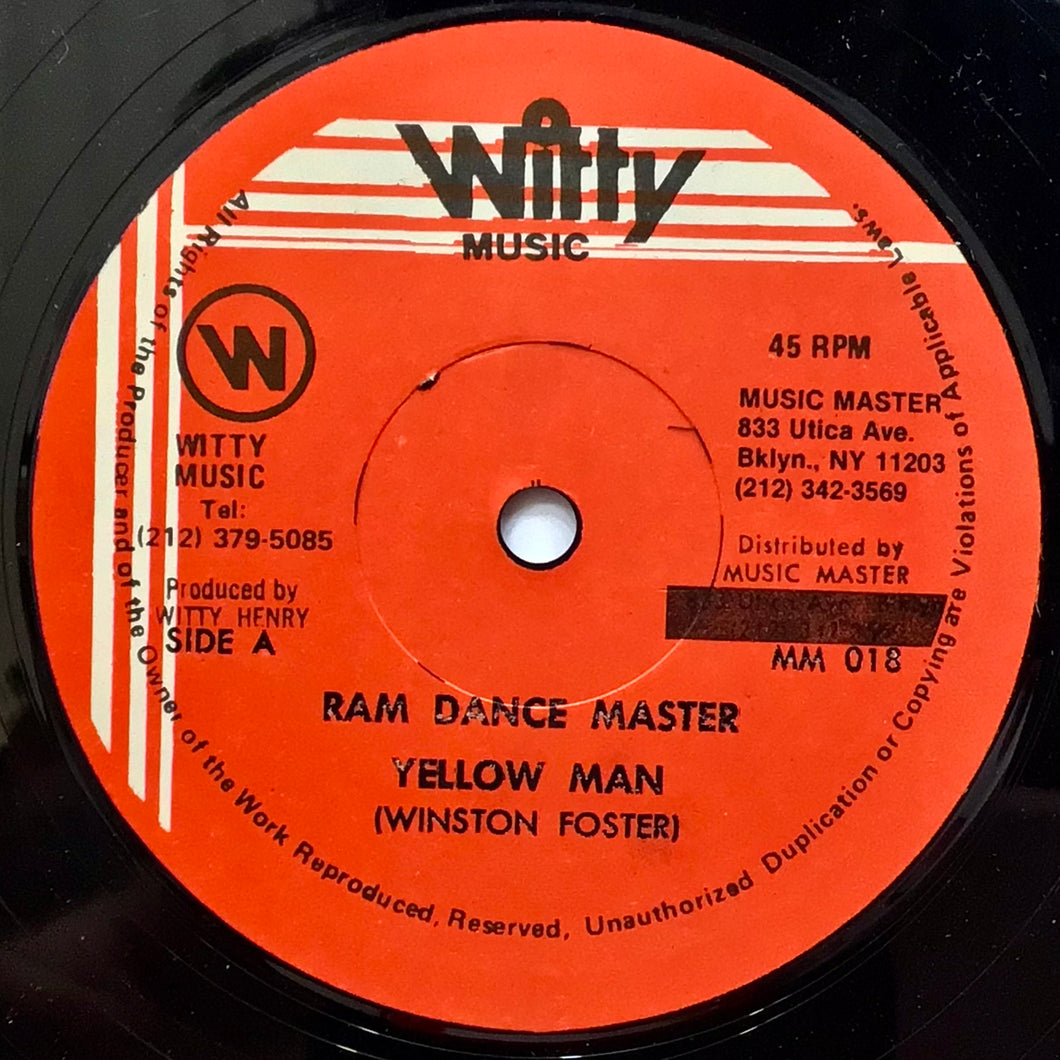 Witty
MUSIC
W
WITTY
MUSIC
Tel:
(212) 379-5085
Produced by
WITTY HENRY
SIDE A
45 RPM
MUSIC MASTER
833 Utica Ave.
Bklyn., NY 11203
(212) 342-3569
Distributed by
MUSIC MASTER
MM 018
RAM DANCE MASTER
YELLOW MAN
(WINSTON FOSTER)
All Rights of the Producer and of the Owner of the Work Reproduced, Reserved, Unauthorized Duplication or Copying are Violations of Applicable Laws.